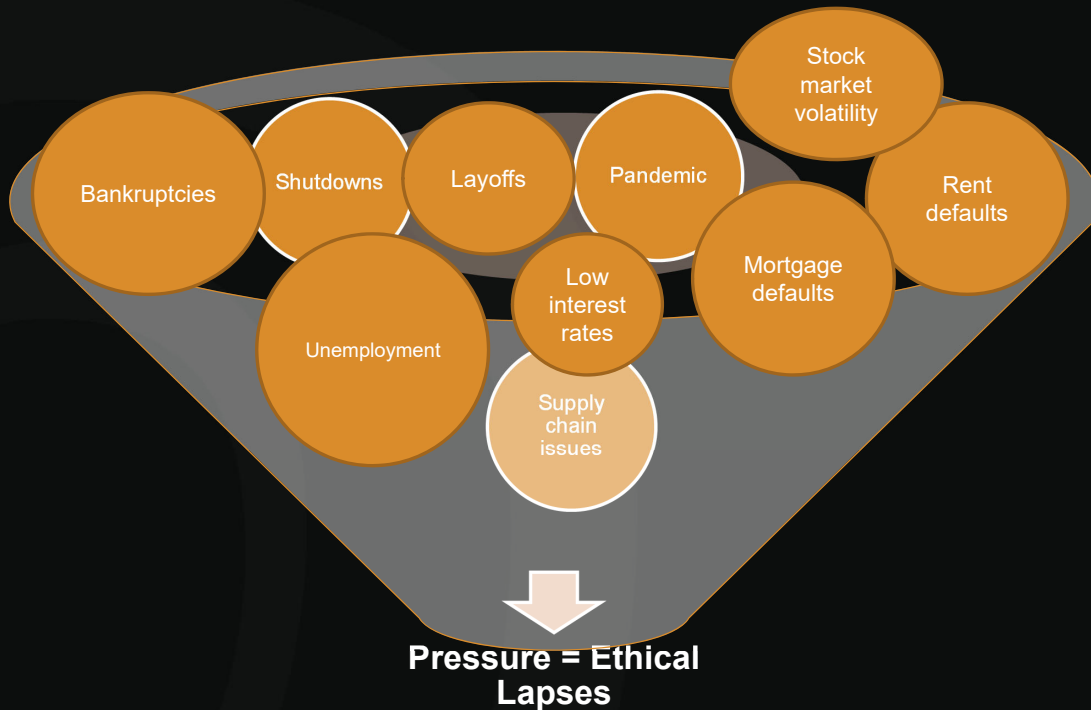 Stock
market
volatility
Bankruptcies
Shutdowns
Layoffs
Pandemic
Rent
defaults
Mortgage
defaults
Low
interest
rates
Unemployment
Supply
chain
issues
Pressure = Ethical
Lapses